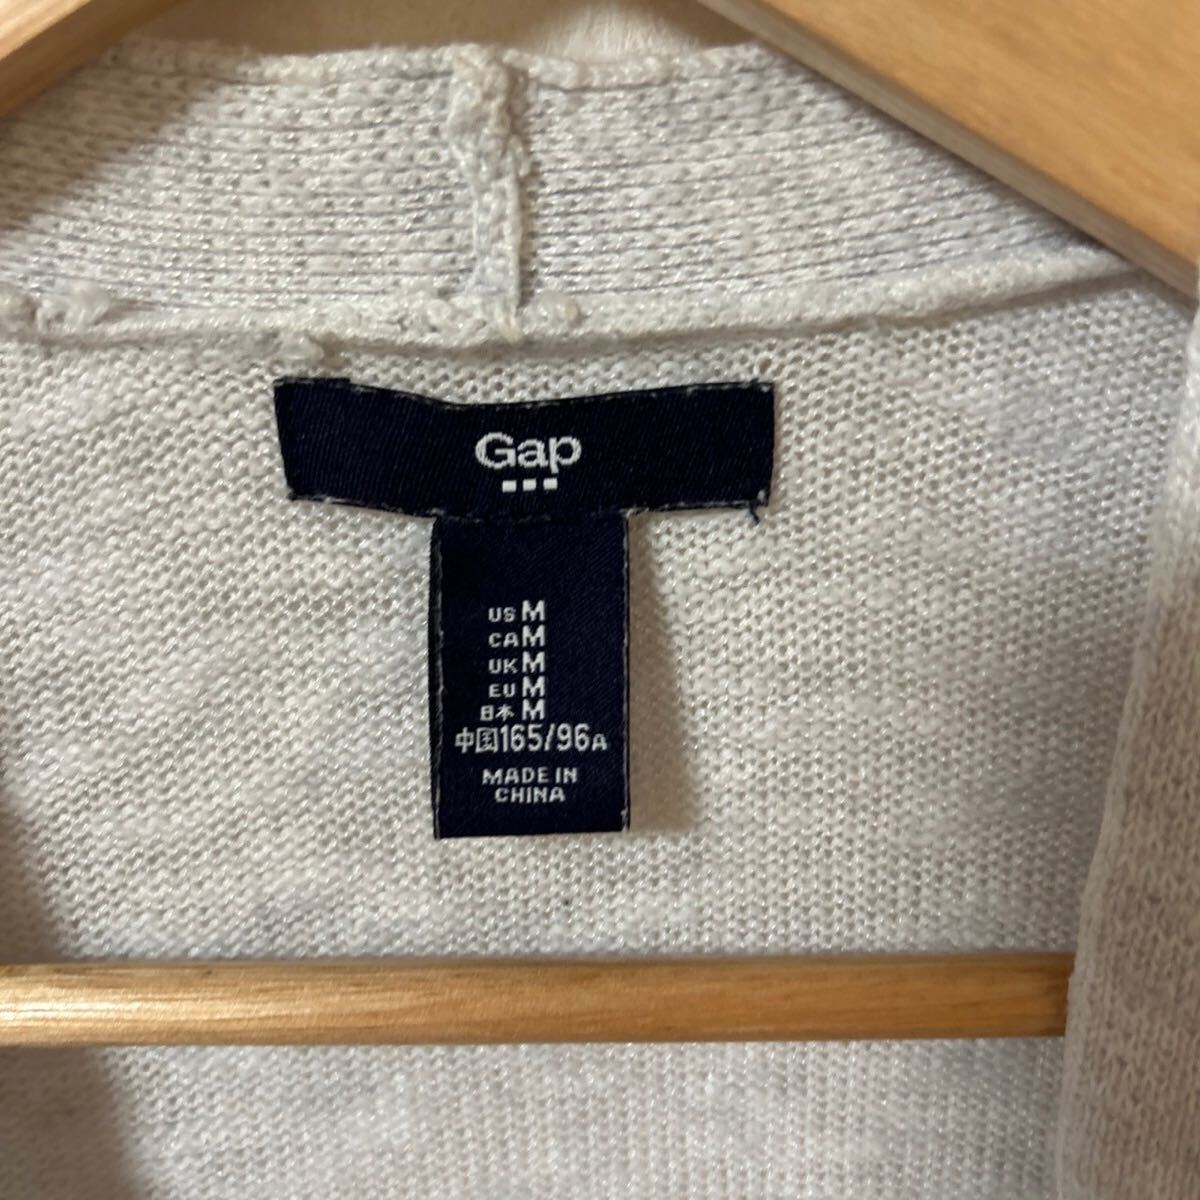 Gap
US M
CA M
UK M
EU M
日本 M
中国165/96A
MADE IN
CHINA